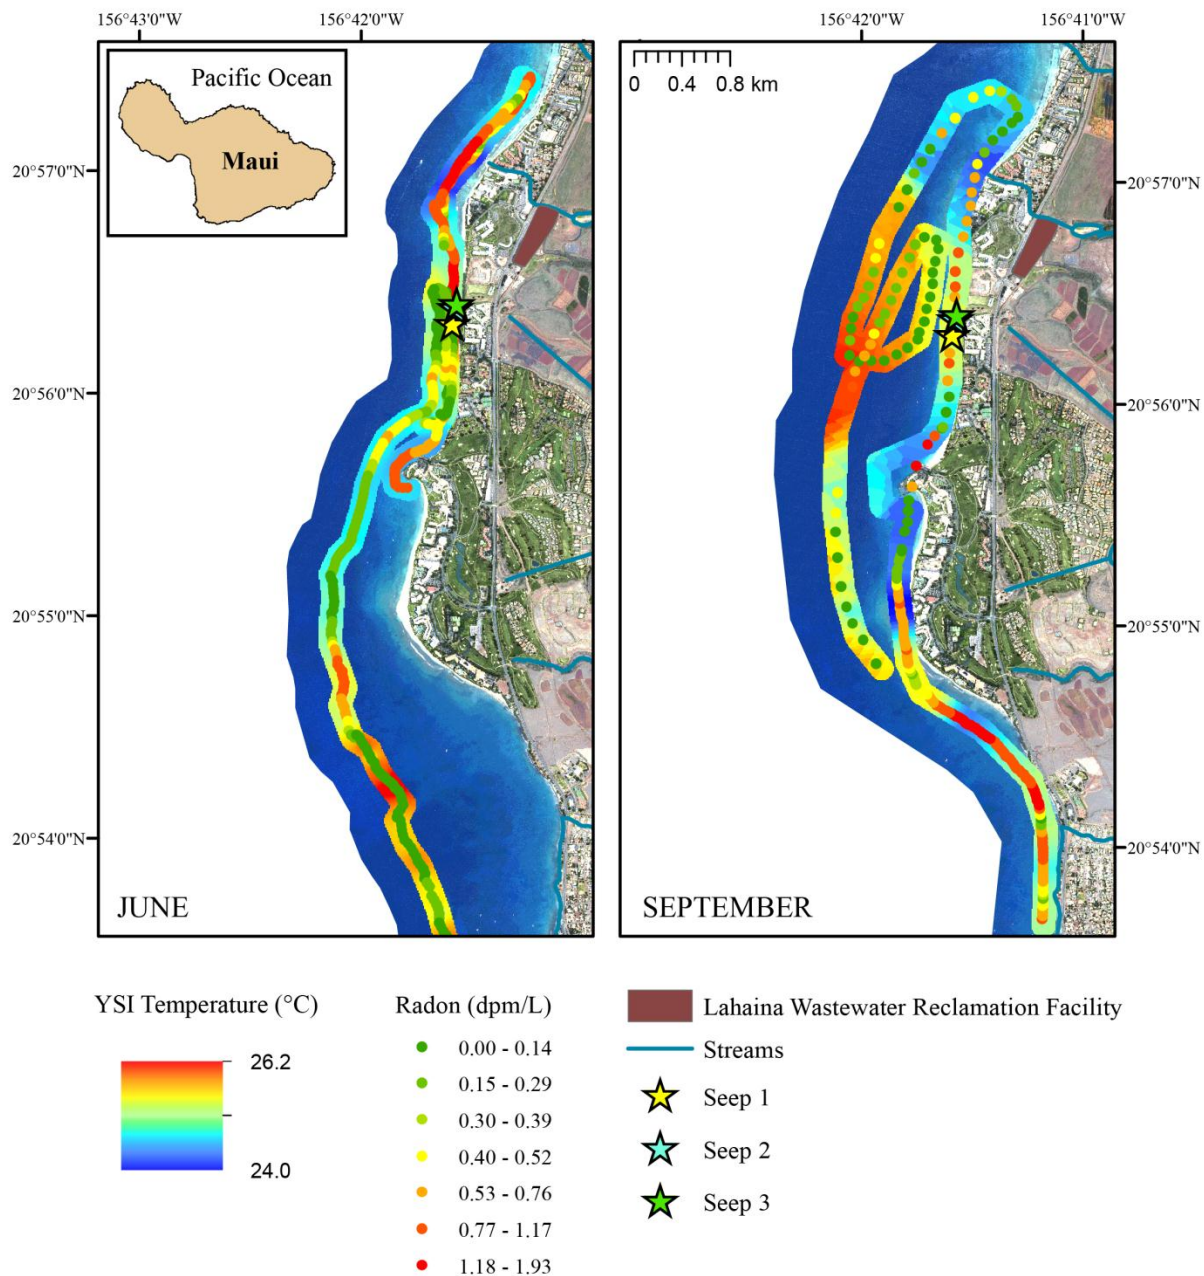 156°43'0"W
156°42'0"W
156°42'0"W
156°41'0"W
Pacific Ocean
Maui
0
0.4
0.8 km
20°57'0"N
20°57'0"N
20°56'0"N
20°56'0"N
20°55'0"N
20°55'0"N
20°54'0"N
20°54'0"N
JUNE
SEPTEMBER
YSI Temperature (°C)
26.2
24.0
Radon (dpm/L)
0.00 - 0.14
0.15 - 0.29
0.30 - 0.39
0.40 - 0.52
0.53 - 0.76
0.77 - 1.17
1.18 - 1.93
Lahaina Wastewater Reclamation Facility
Streams
Seep 1
Seep 2
Seep 3